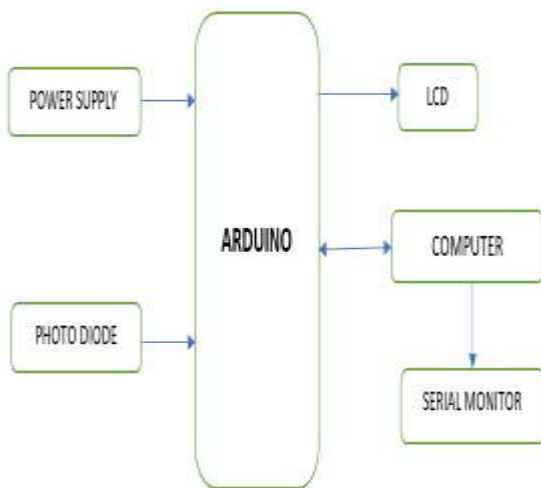 POWER SUPPLY
LCD
ARDUINO
COMPUTER
PHOTO DIODE
SERIAL MONITOR